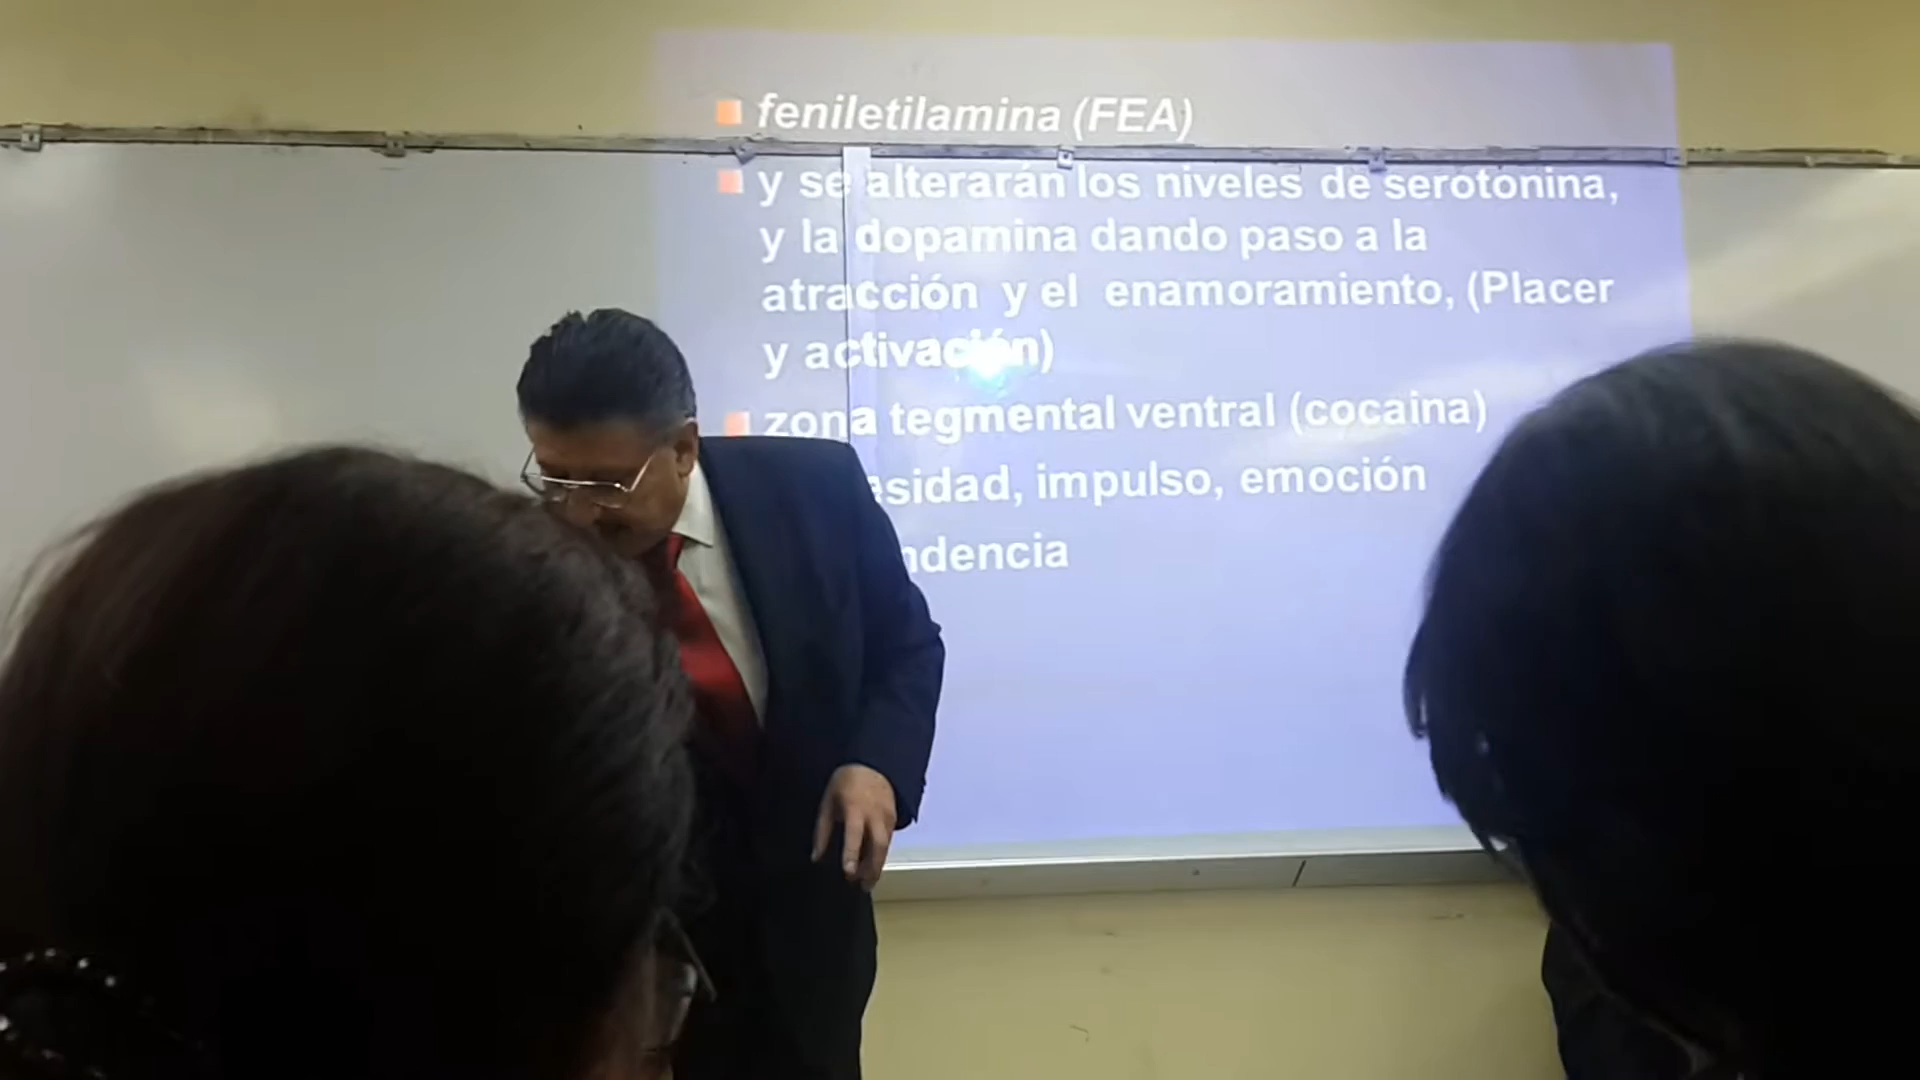 feniletilamina (FEA)
y se alterarán los niveles de serotonina,
y la dopamina dando paso a la
atracción y el enamoramiento, (Placer
y activación)
zona tegmental ventral (cocaina)
esidad, impulso, emoción
ndencia